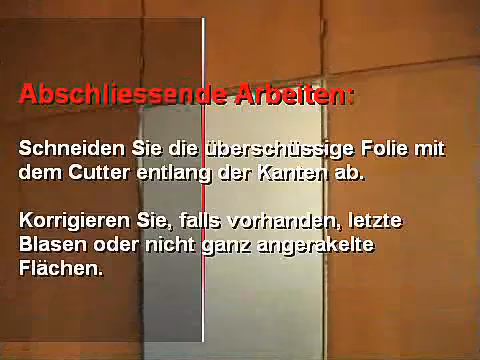 Abschliessende Arbeiten:
Schneiden Sie die überschüssige Folie mit
dem Cutter entlang der Kanten ab.
Korrigieren Sie, falls vorhanden, letzte
Blasen oder nicht ganz angerakelte
Flächen.